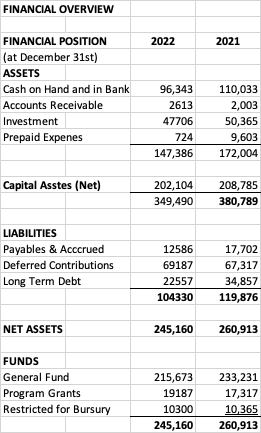 FINANCIAL OVERVIEW
FINANCIAL POSITION 2022 2021
(at December 31st)
ASSETS
Cash on Hand and in Bank 96,343 110,033
Accounts Receivable 2613 2,003
Investment 47706 50,365
Prepaid Expenes 724 9,603
147,386 172,004
Capital Asstes (Net) 202,104 208,785
349,490 380,789
LIABILITIES
Payables & Acccrued 12586 17,702
Deferred Contributions 69187 67,317
Long Term Debt 22557 34,857
104330 119,876
NET ASSETS 245,160 260,913
FUNDS
General Fund 215,673 233,231
Program Grants 19187 17,317
Restricted for Bursury 10300 10,365
245,160 260,913